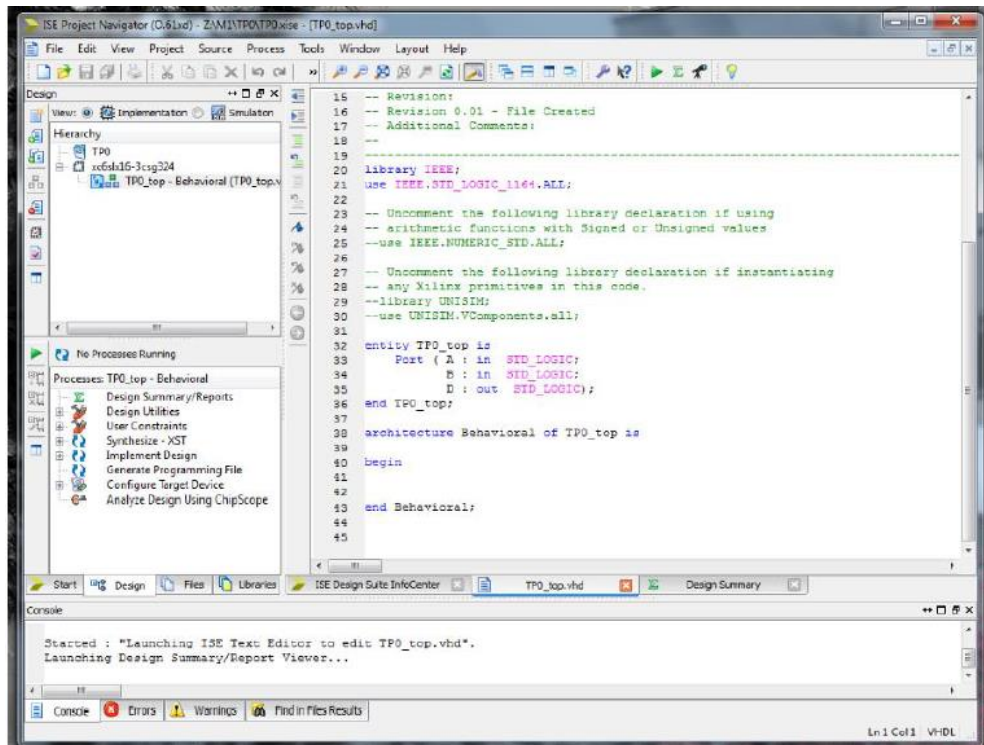 ISE Project Navigator (O.61xd) - Z:\M1\TP0\TP0.xise - [TP0_top.vhd]
File Edit View Project Source Process Tools Window Layout Help
Design
View: Implementation Simulation
Hierarchy
TP0
xc6slx16-3csg324
TP0_top - Behavioral (TP0_top.v
No Processes Running
Processes: TP0_top - Behavioral
Design Summary/Reports
Design Utilities
User Constraints
Synthesize - XST
Implement Design
Generate Programming File
Configure Target Device
Analyze Design Using ChipScope
Start Design Files Libraries
15 -- Revision:
16 -- Revision 0.01 - File Created
17 -- Additional Comments:
18 --
19 ----------------------------------------------------------------------------------
20 library IEEE;
21 use IEEE.STD_LOGIC_1164.ALL;
22
23 -- Uncomment the following library declaration if using
24 -- arithmetic functions with Signed or Unsigned values
25 --use IEEE.NUMERIC_STD.ALL;
26
27 -- Uncomment the following library declaration if instantiating
28 -- any Xilinx primitives in this code.
29 --library UNISIM;
30 --use UNISIM.VComponents.all;
31
32 entity TP0_top is
33 Port ( A : in STD_LOGIC;
34 B : in STD_LOGIC;
35 D : out STD_LOGIC);
36 end TP0_top;
37
38 architecture Behavioral of TP0_top is
39
40 begin
41
42
43 end Behavioral;
44
45
ISE Design Suite InfoCenter TP0_top.vhd Design Summary
Console
Started : "Launching ISE Text Editor to edit TP0_top.vhd".
Launching Design Summary/Report Viewer...
Console Errors Warnings Find in Files Results
Ln 1 Col 1 VHDL